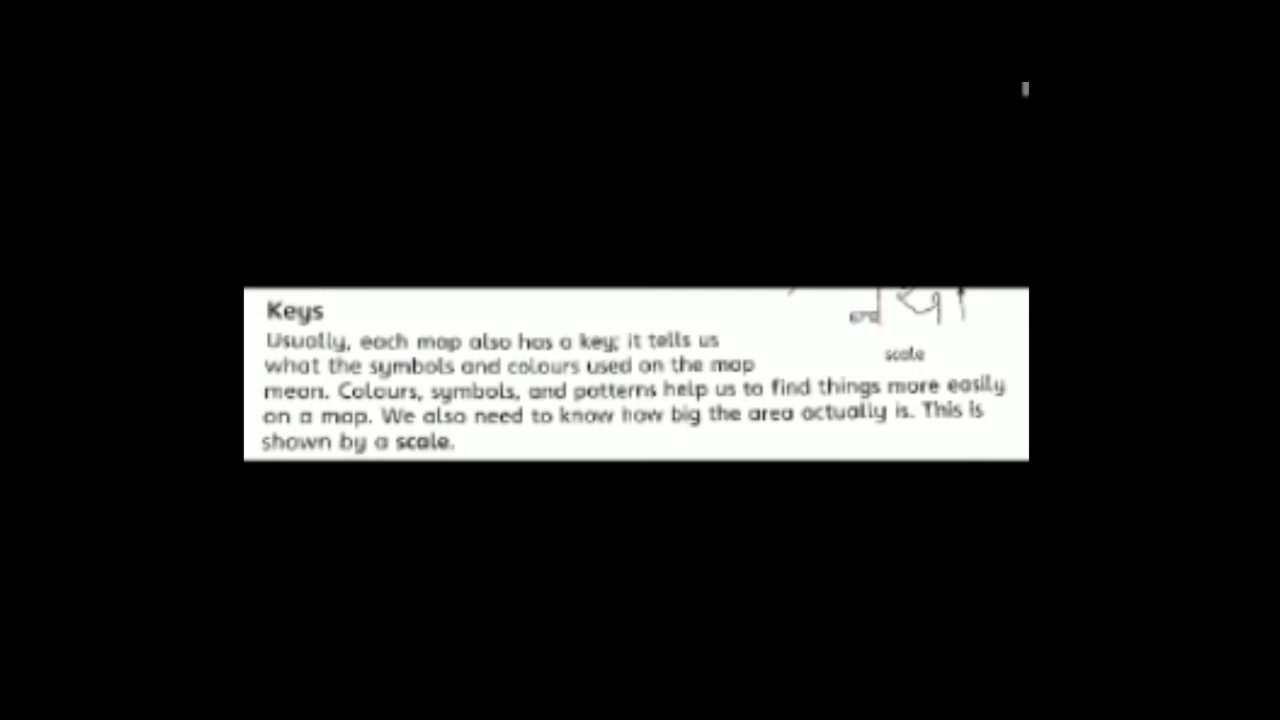 Keys
Usually, each map also has a key; it tells us
what the symbols and colours used on the map
scale
mean. Colours, symbols, and patterns help us to find things more easily
on a map. We also need to know how big the area actually is. This is
shown by a scale.